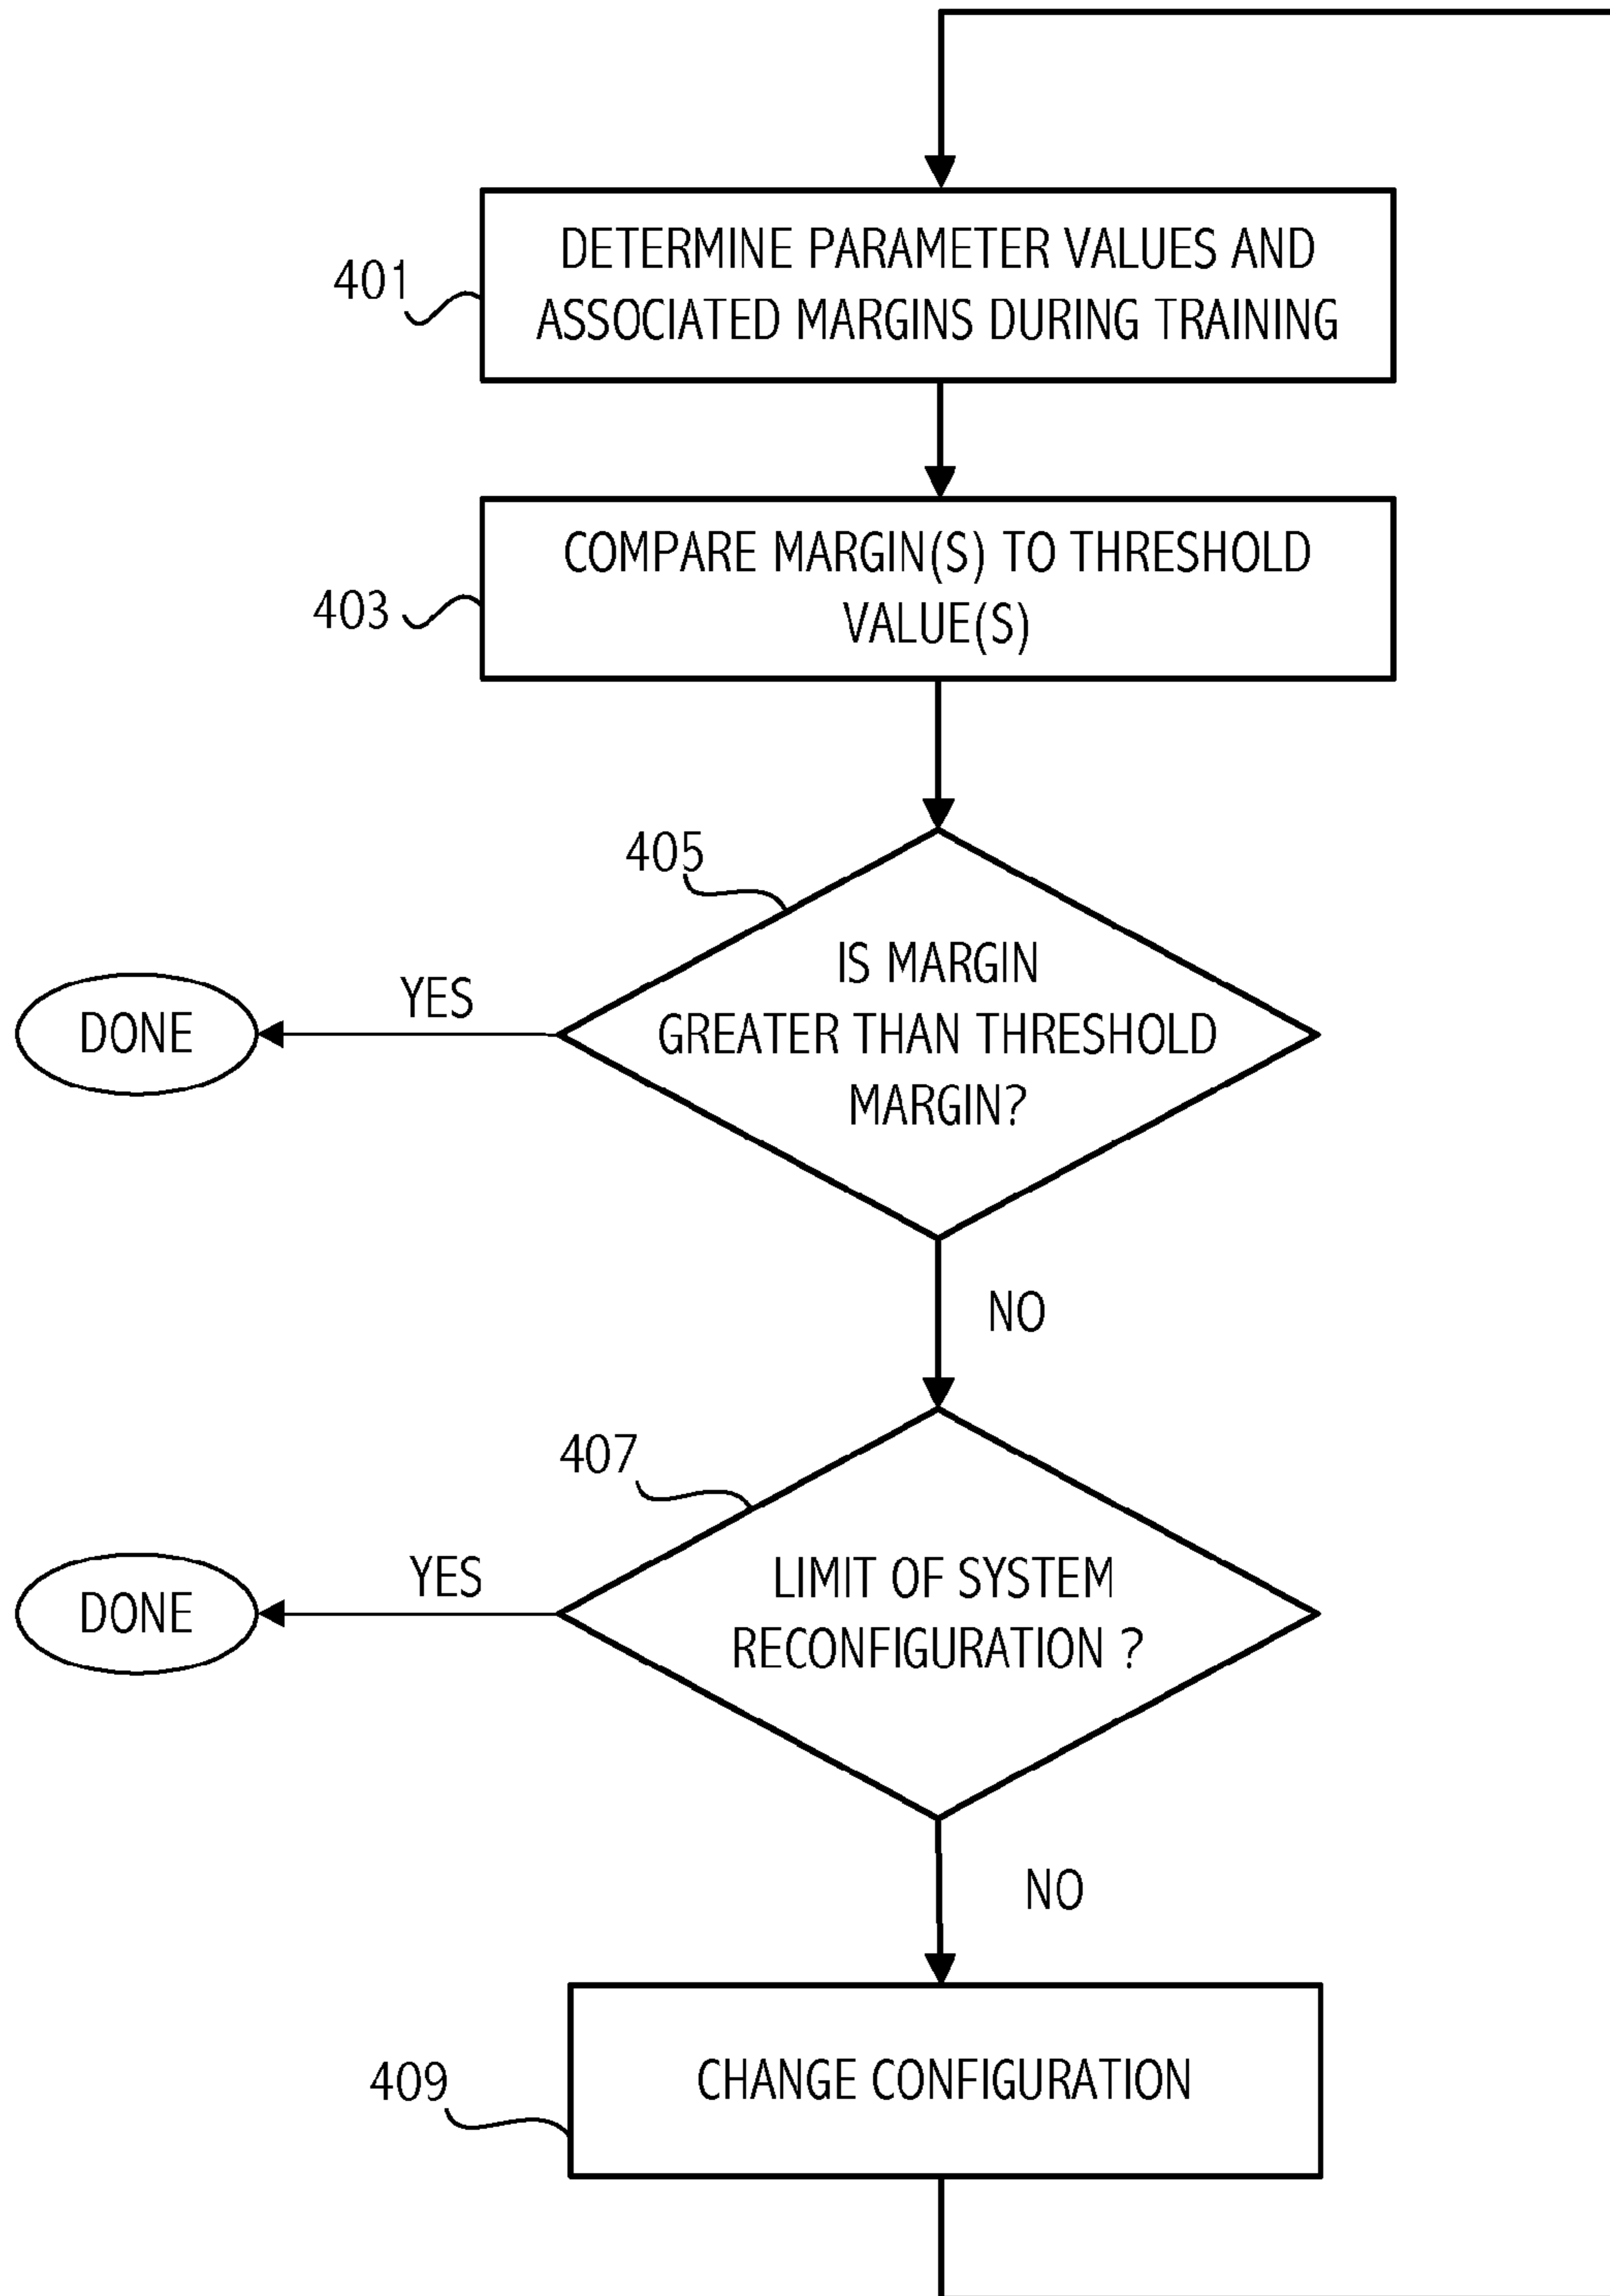 401
DETERMINE PARAMETER VALUES AND
ASSOCIATED MARGINS DURING TRAINING
403
COMPARE MARGIN(S) TO THRESHOLD
VALUE(S)
405
IS MARGIN
GREATER THAN THRESHOLD
MARGIN?
YES
DONE
NO
407
LIMIT OF SYSTEM
RECONFIGURATION ?
YES
DONE
NO
409
CHANGE CONFIGURATION